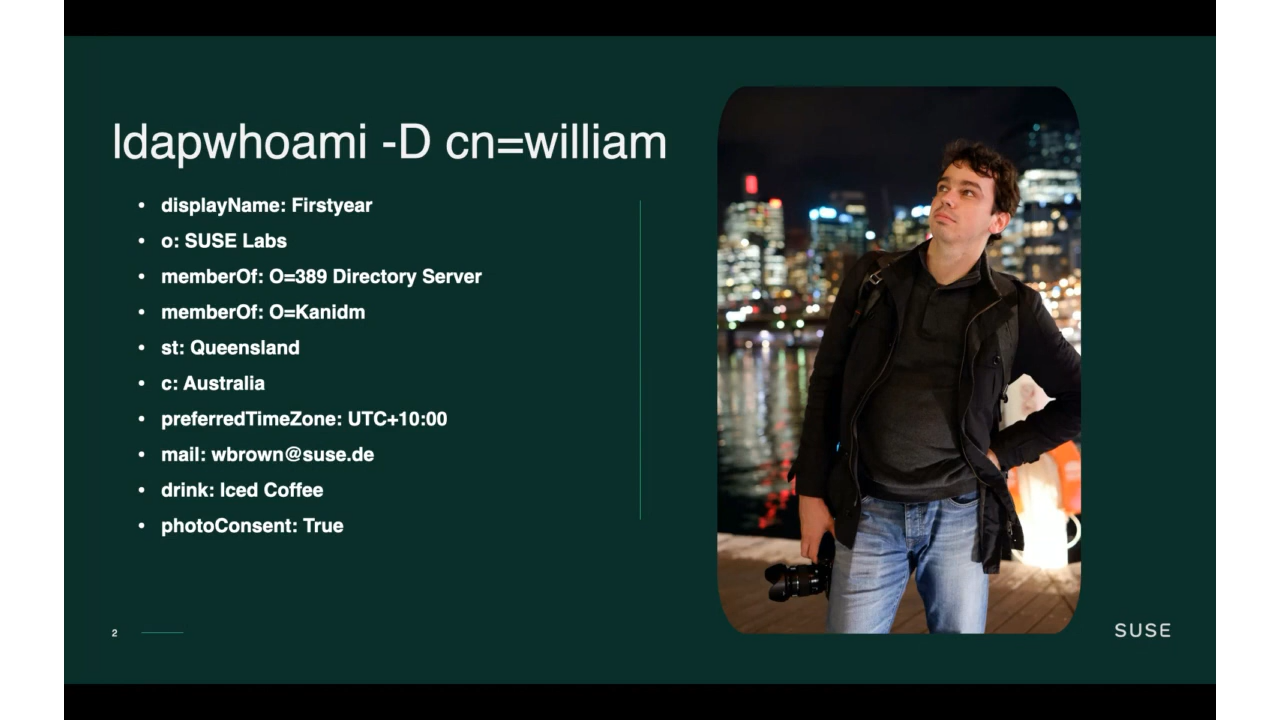 ldapwhoami -D cn=william
• displayName: Firstyear
• o: SUSE Labs
• memberOf: O=389 Directory Server
• memberOf: O=Kanidm
• st: Queensland
• c: Australia
• preferredTimeZone: UTC+10:00
• mail: wbrown@suse.de
• drink: Iced Coffee
• photoConsent: True
2
SUSE